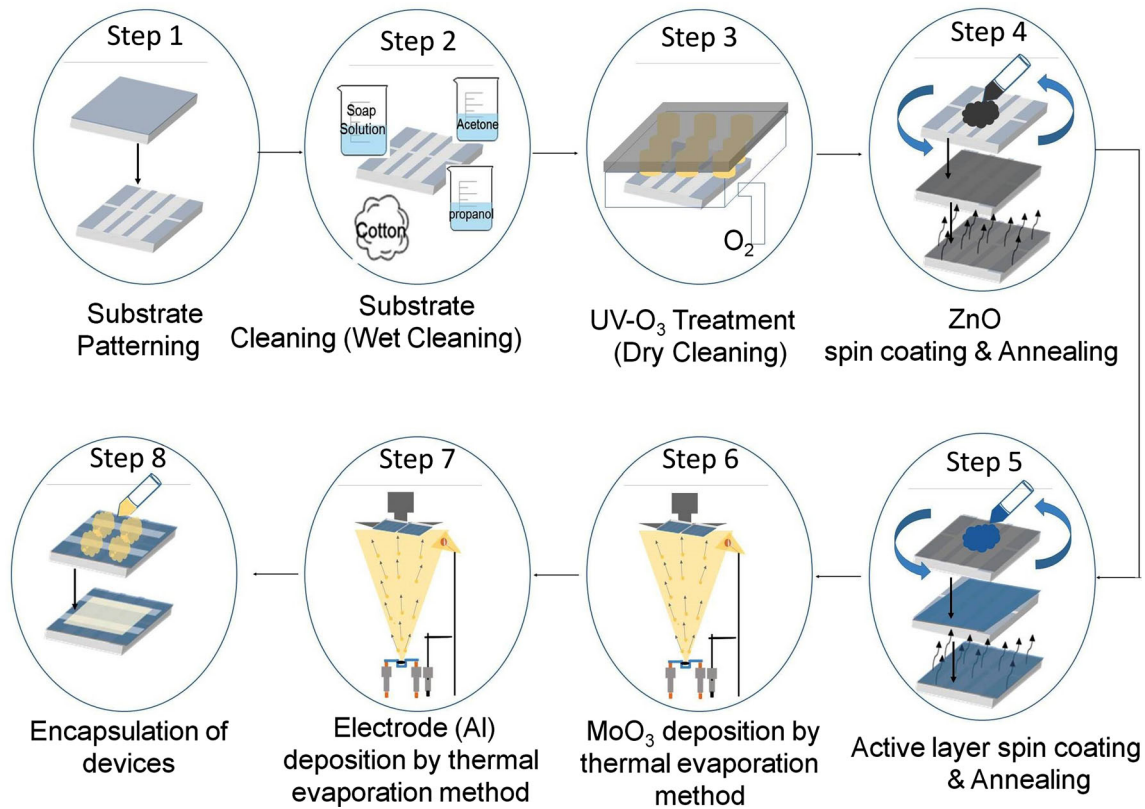 Step 1
Substrate
Patterning
Step 2
Soap
Solution
Acetone
propanol
Cotton
Substrate
Cleaning (Wet Cleaning)
Step 3
O₂
UV-O₃ Treatment
(Dry Cleaning)
Step 4
ZnO
spin coating & Annealing
Step 5
Active layer spin coating
& Annealing
Step 6
MoO₃ deposition by
thermal evaporation
method
Step 7
Electrode (Al)
deposition by thermal
evaporation method
Step 8
Encapsulation of
devices